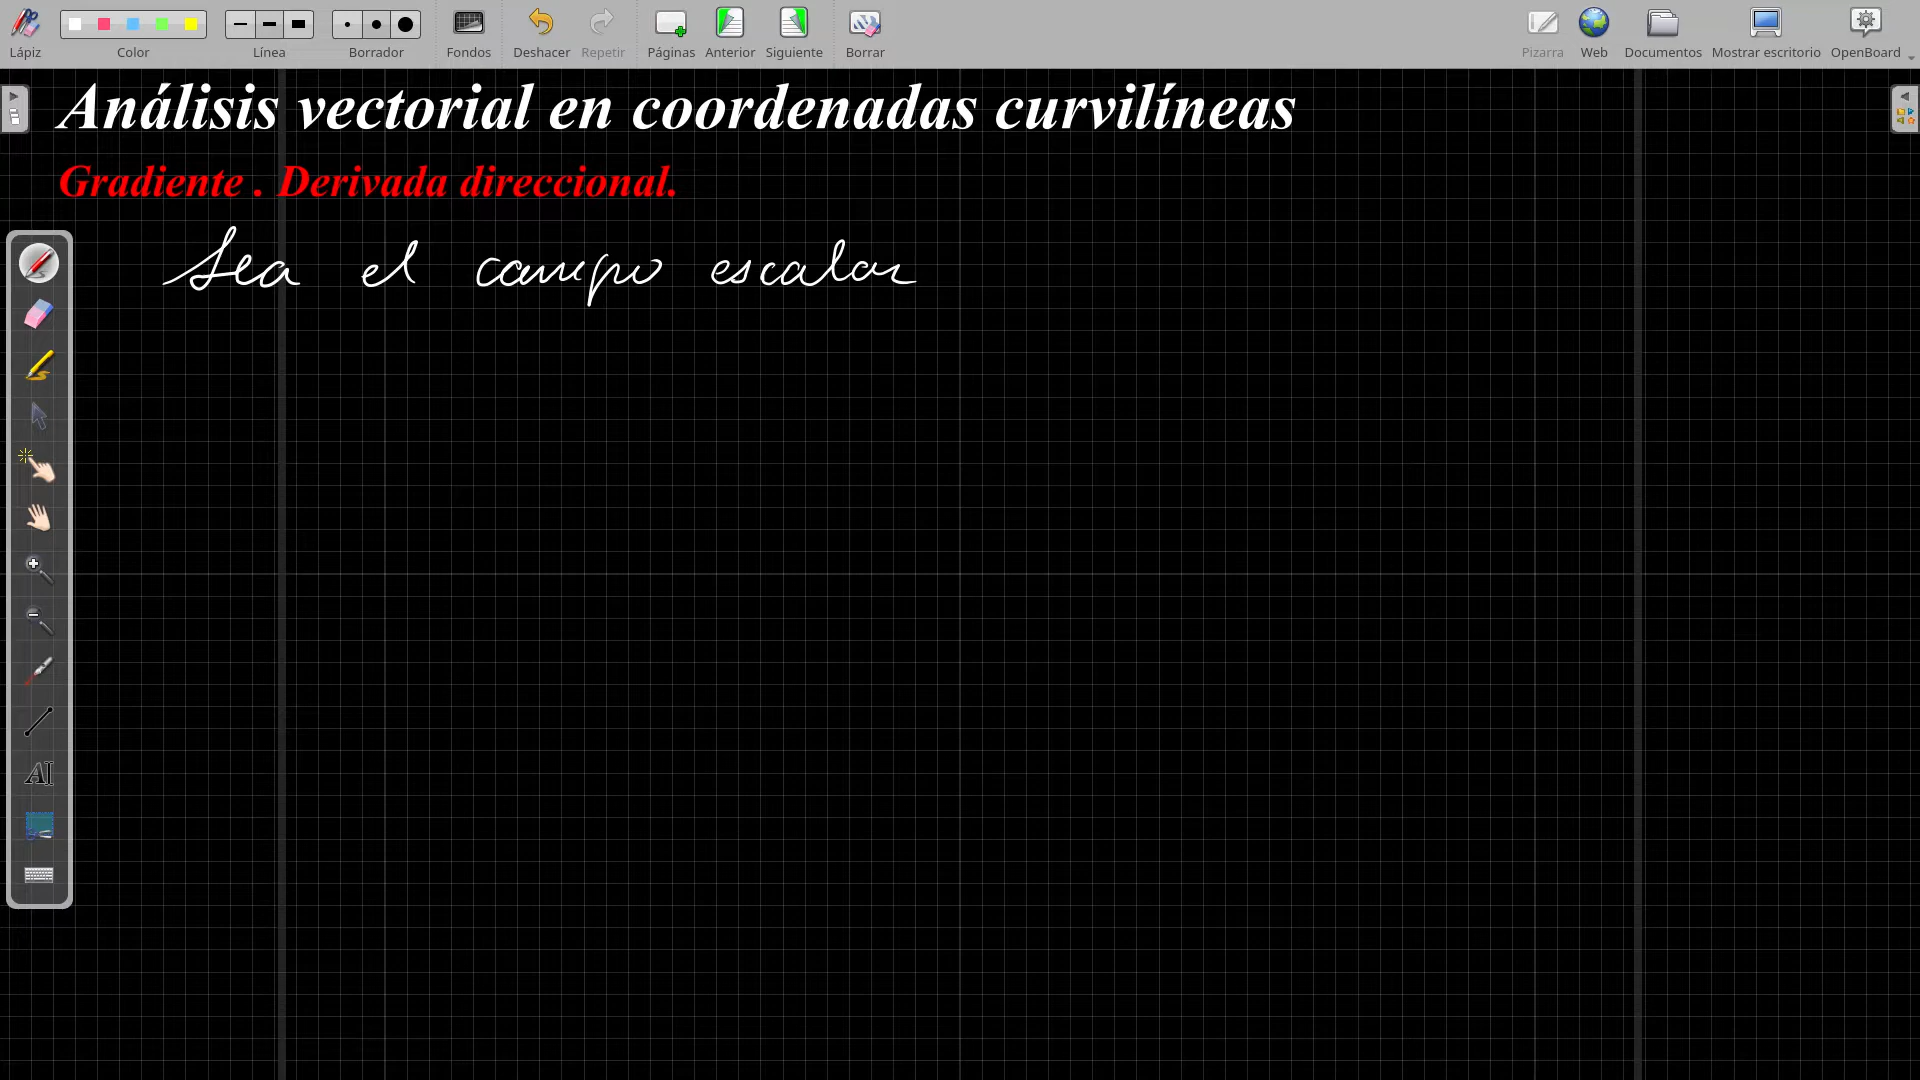 Lápiz Color Línea Borrador Fondos Deshacer Repetir Páginas Anterior Siguiente Borrar Pizarra Web Documentos Mostrar escritorio OpenBoard
Análisis vectorial en coordenadas curvilíneas
Gradiente . Derivada direccional.
Sea el campo escalar